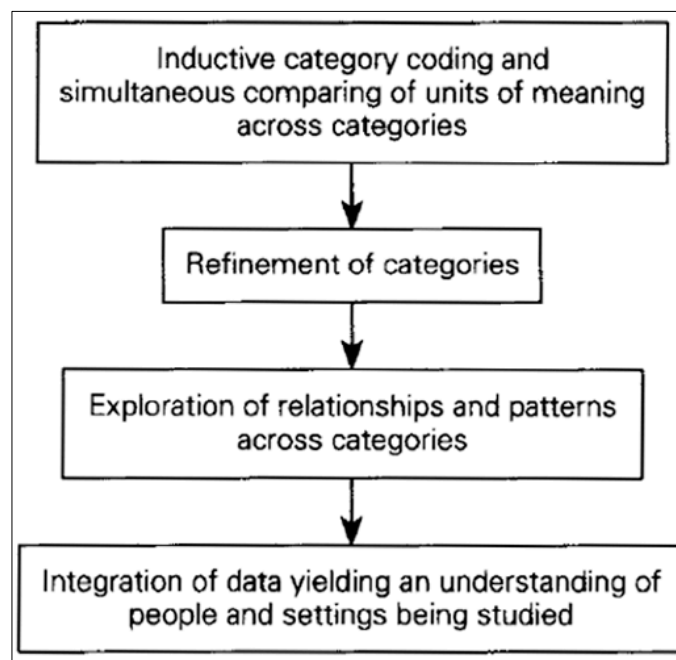 Inductive category coding and
simultaneous comparing of units of meaning
across categories
Refinement of categories
Exploration of relationships and patterns
across categories
Integration of data yielding an understanding of
people and settings being studied